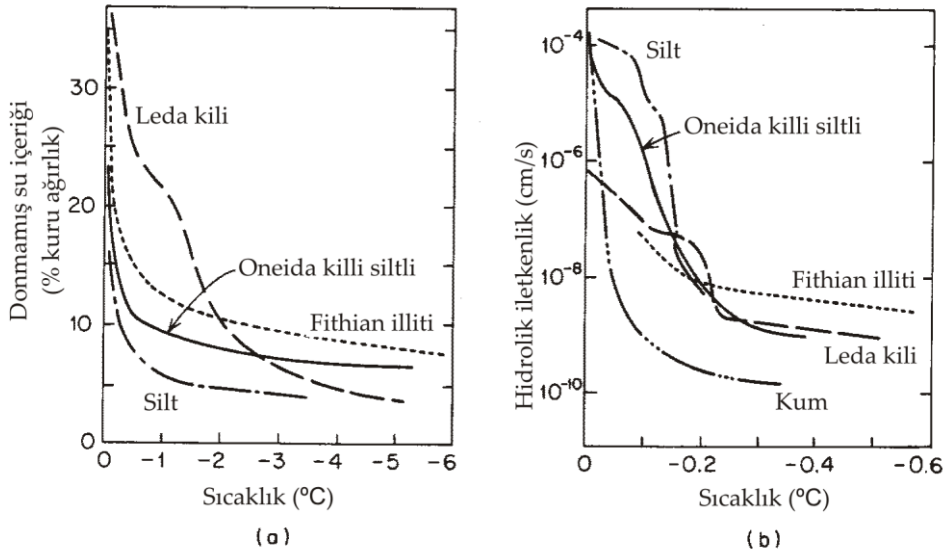 Donmamış su içeriği
(% kuru ağırlık)
30
20
10
0
Leda kili
Oneida killi siltli
Fithian illiti
Silt
0 -1 -2 -3 -4 -5 -6
Sıcaklık (°C)
(a)
Hidrolik iletkenlik (cm/s)
10⁻⁴
10⁻⁶
10⁻⁸
10⁻¹⁰
Silt
Oneida killi siltli
Fithian illiti
Leda kili
Kum
0 -0.2 -0.4 -0.6
Sıcaklık (°C)
(b)